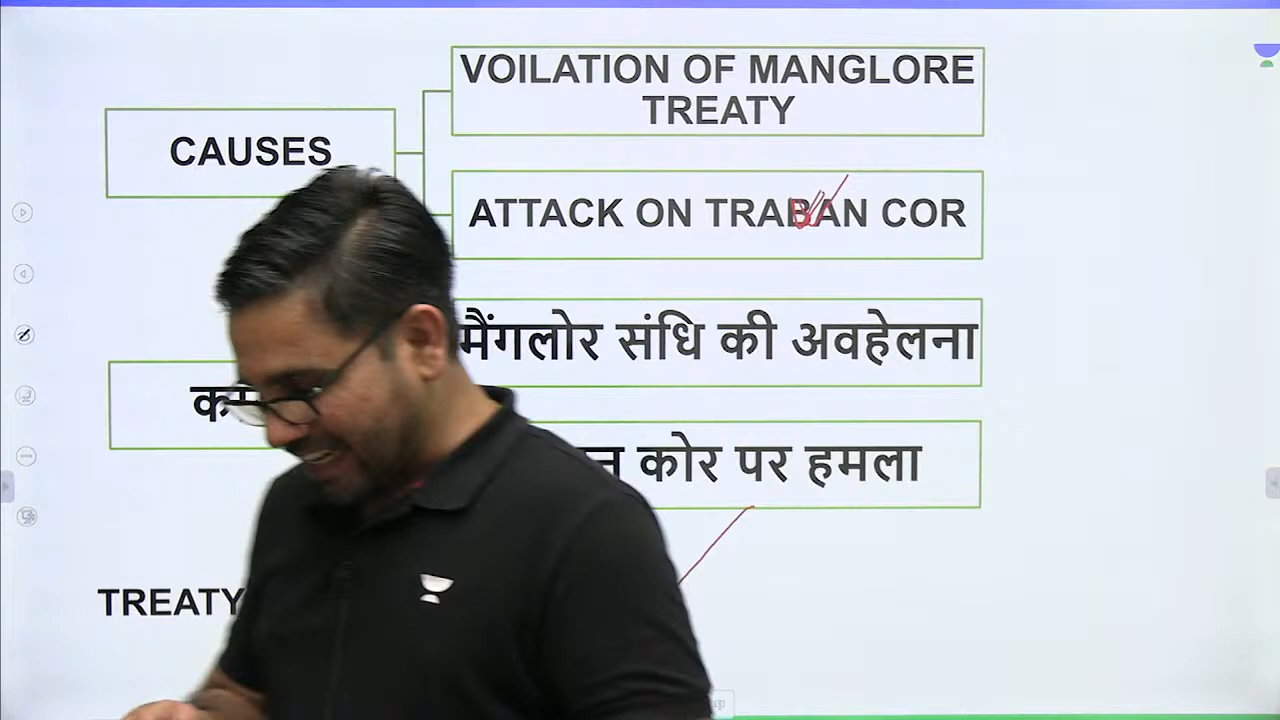 VOILATION OF MANGLORE
TREATY
CAUSES
ATTACK ON TRABAN COR
मैंगलोर संधि की अवहेलना
कोर पर हमला
TREATY